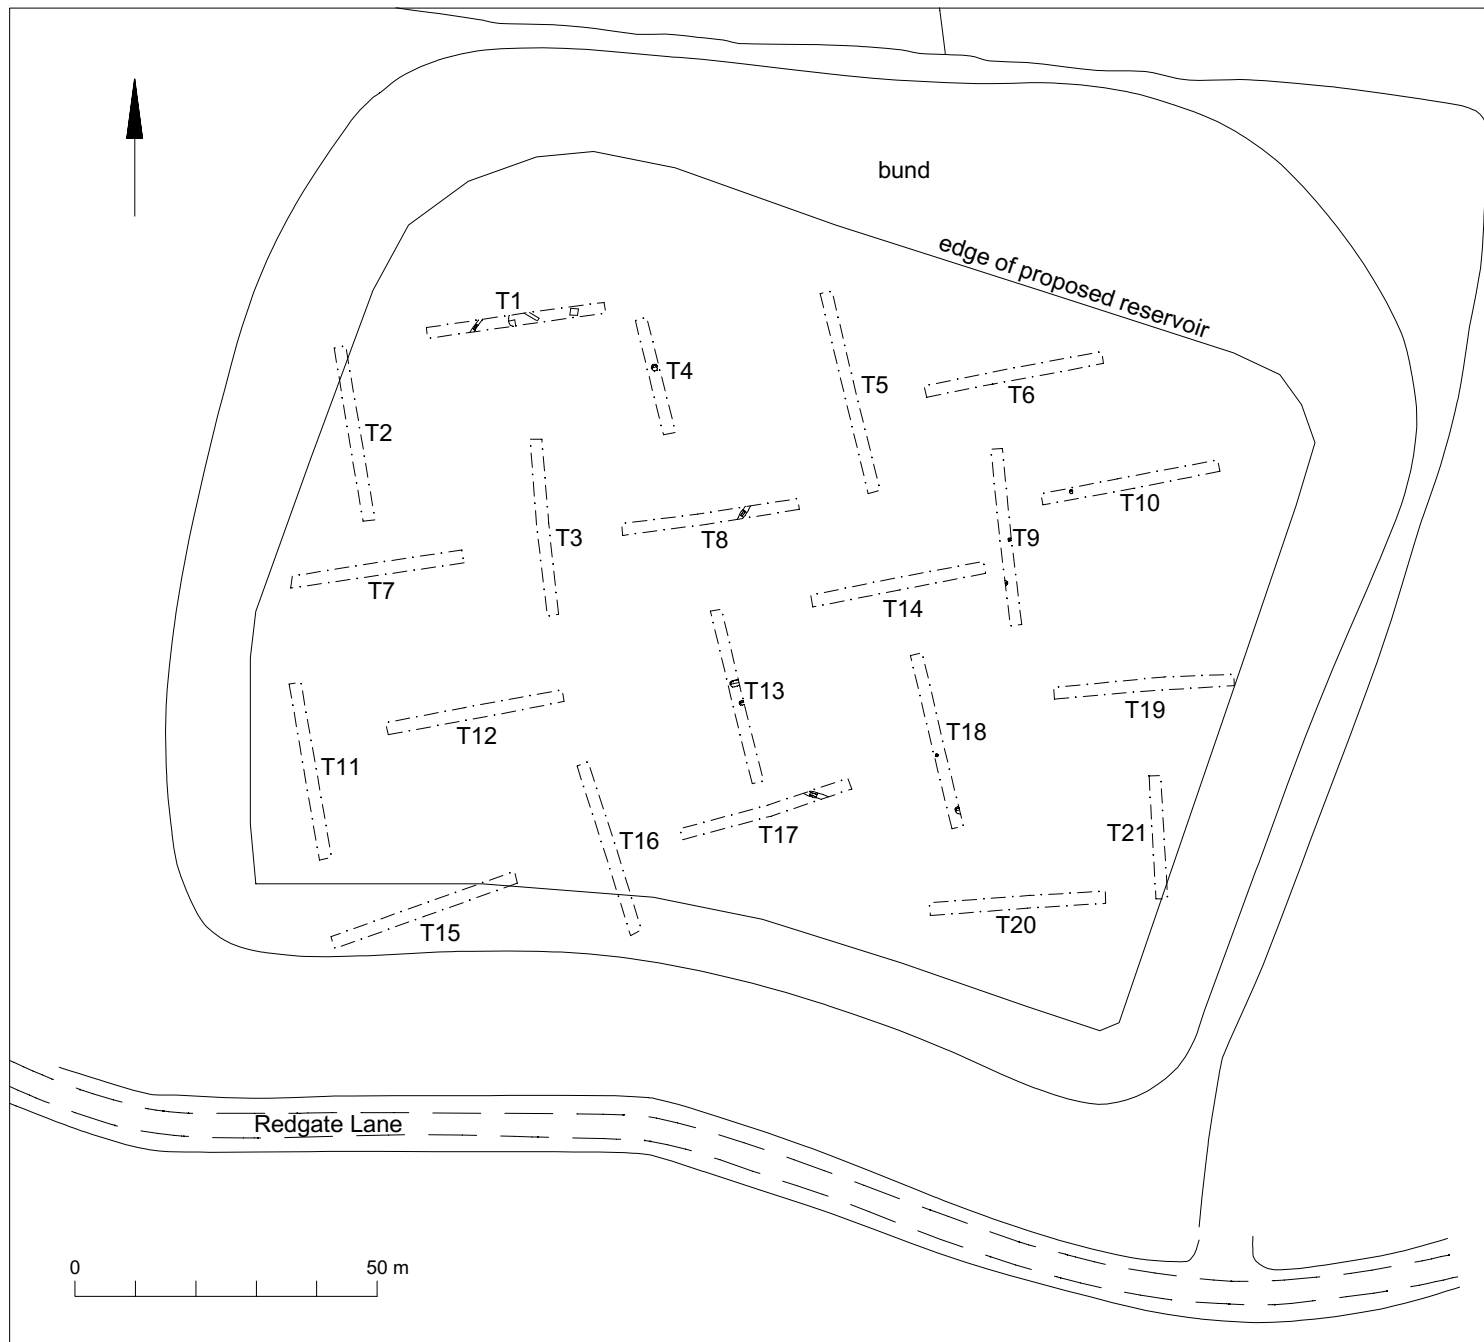 bund
edge of proposed reservoir
T1
T4
T5
T6
T2
T3
T8
T10
T9
T7
T14
T13
T12
T11
T18
T19
T16
T17
T21
T15
T20
Redgate Lane
0 50 m